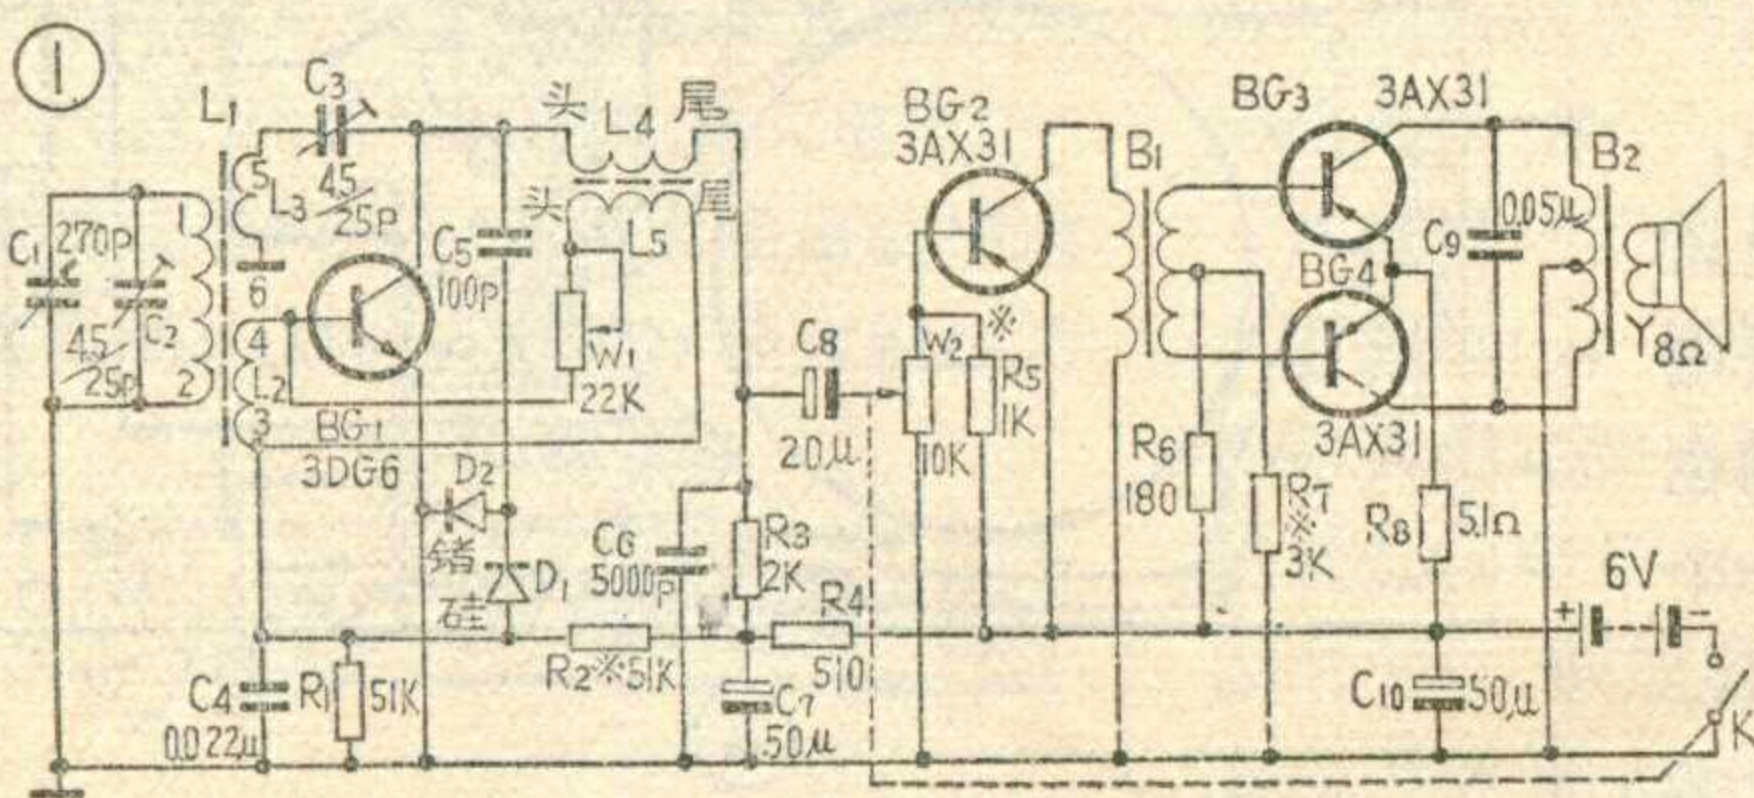 1
L1
C3
45/25P
头
L4
尾
BG2
3AX31
BG3
3AX31
B1
B2
5
L3
6
头
尾
L5
C1
270P
C2
45/25P
1
2
4
L2
3
C5
100P
BG1
3DG6
W1
22K
C8
20μ
W2
10K
※
R5
1K
BG4
3AX31
C9
0.05μ
Y
8Ω
D2
锗
硅
D1
C6
5000P
R3
2K
R4
510
R6
180
R7
※
3K
R8
5.1Ω
6V
+
-
C4
0.022μ
R1
51K
R2※51K
C7
50μ
C10
50μ
K